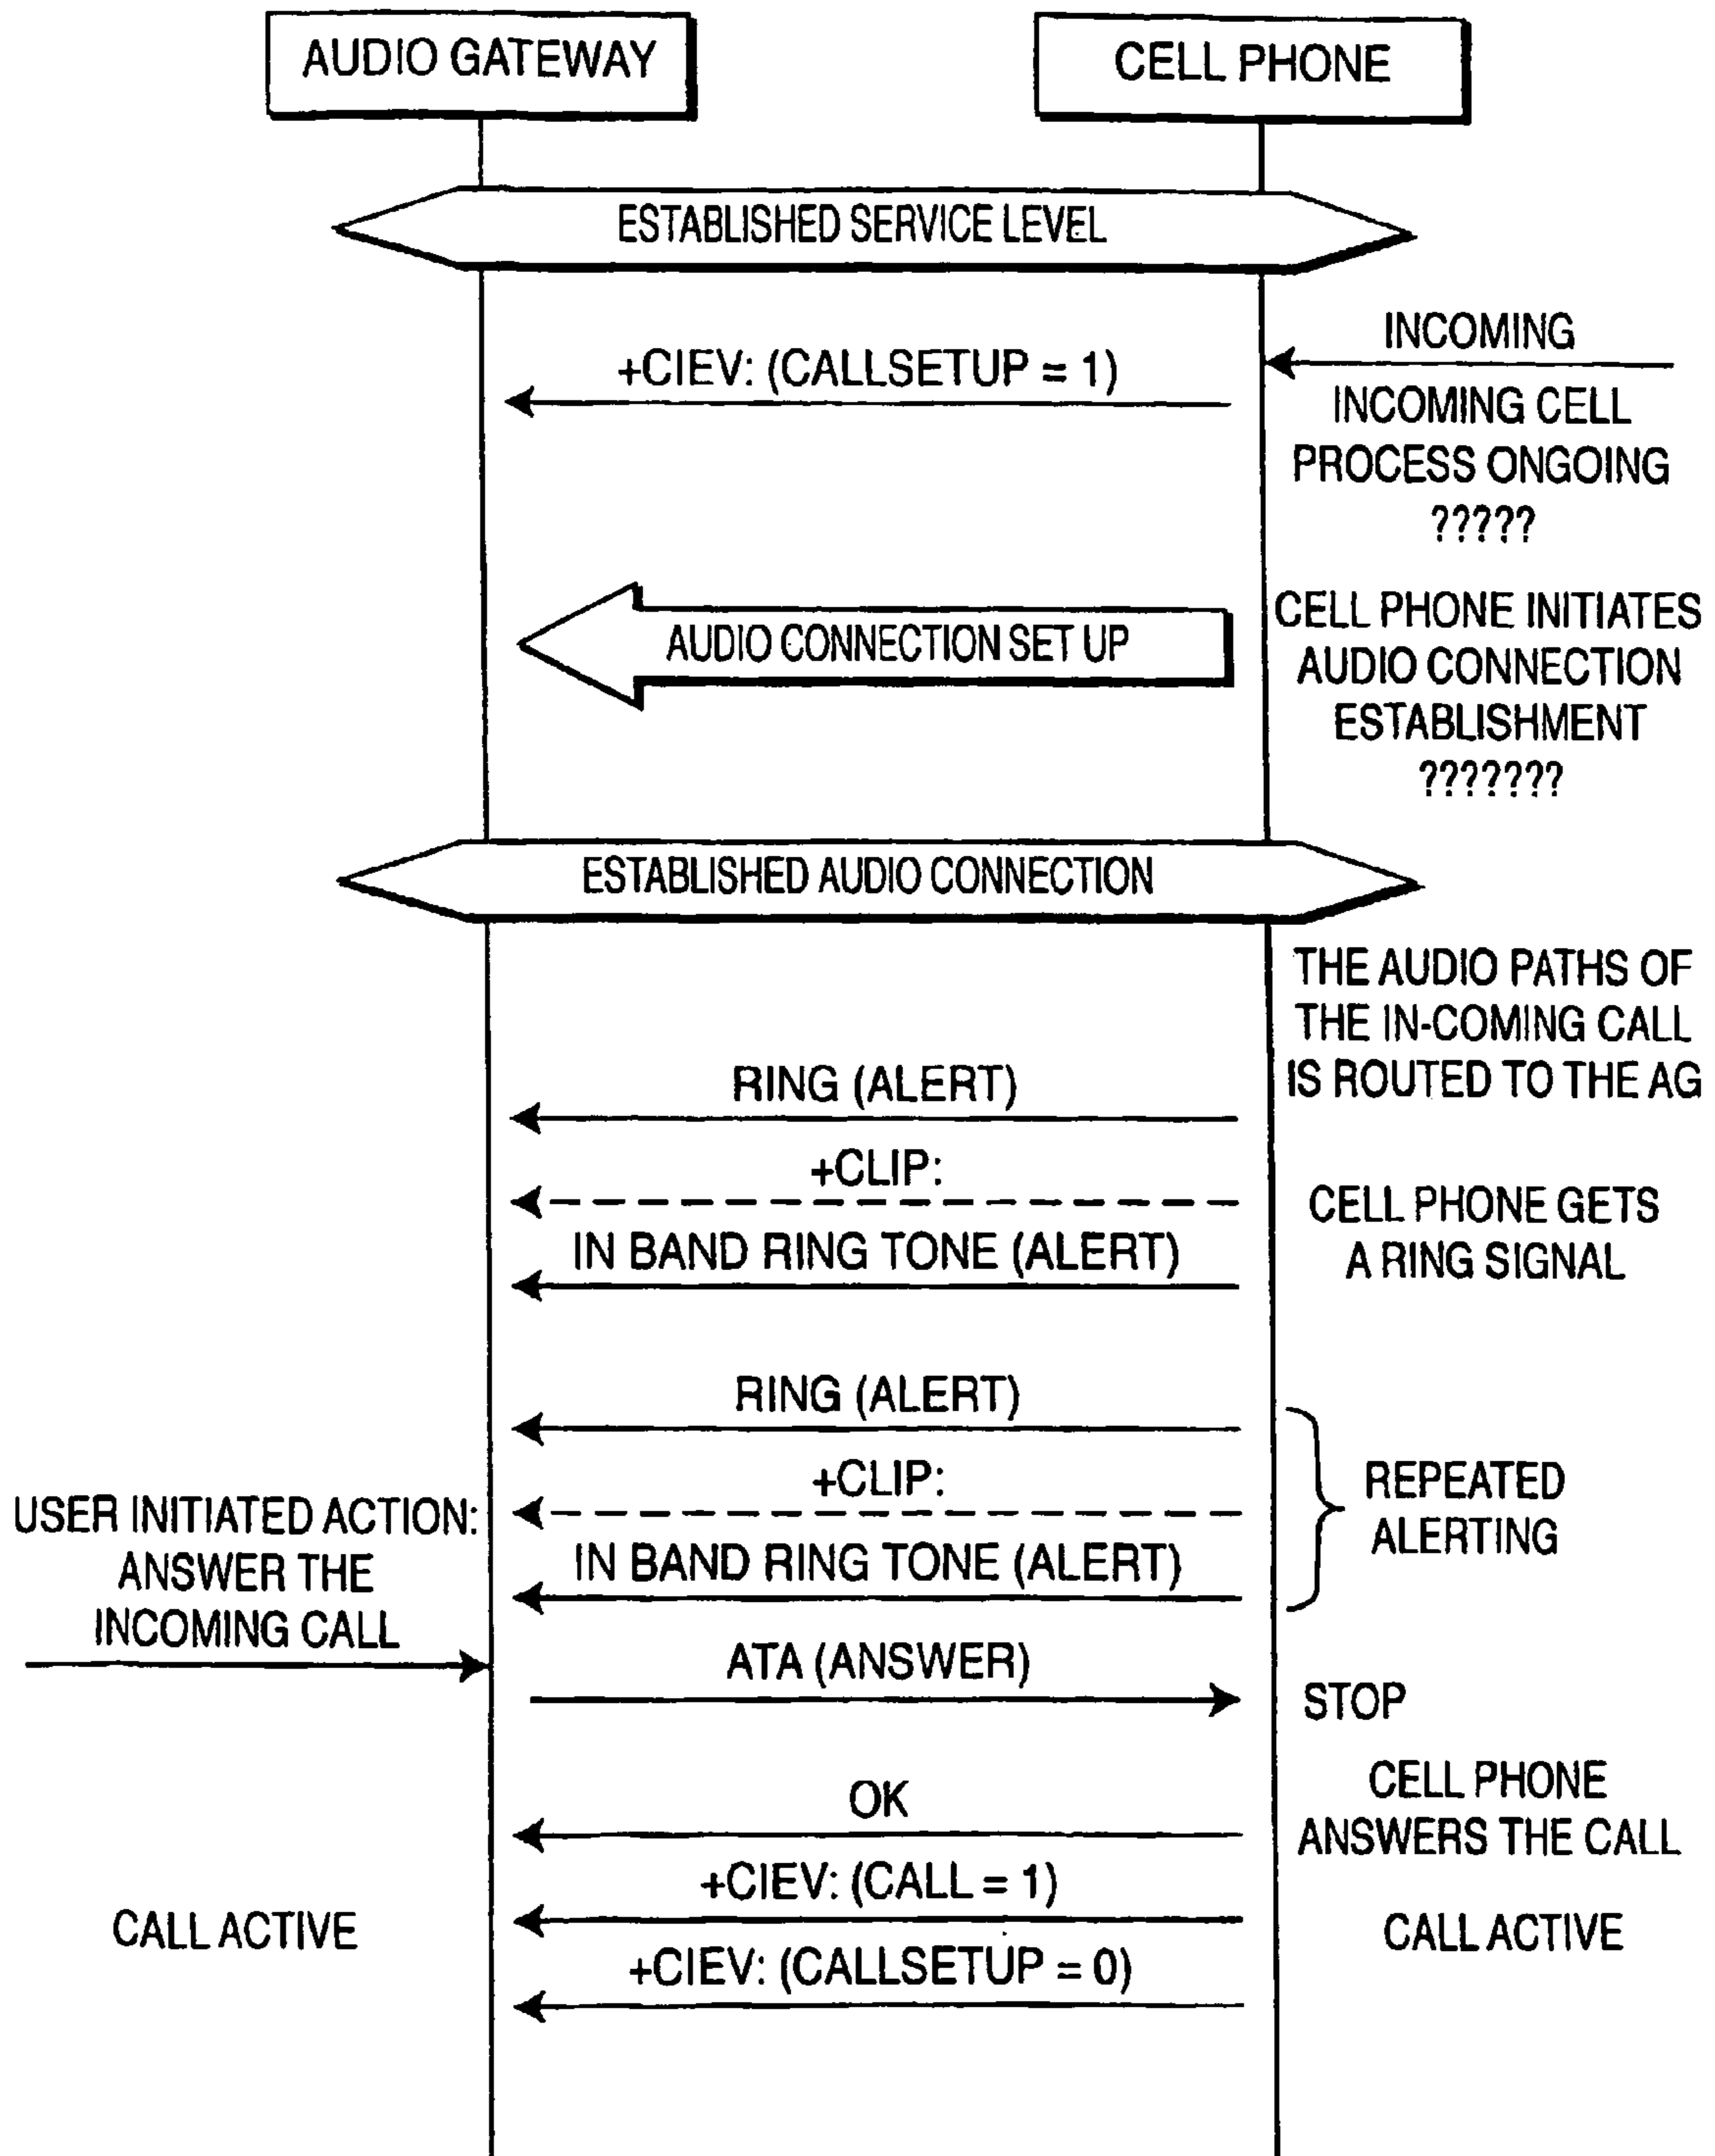 AUDIO GATEWAY
CELL PHONE
ESTABLISHED SERVICE LEVEL
INCOMING
+CIEV: (CALLSETUP = 1)
INCOMING CELL
PROCESS ONGOING
?????
AUDIO CONNECTION SET UP
CELL PHONE INITIATES
AUDIO CONNECTION
ESTABLISHMENT
???????
ESTABLISHED AUDIO CONNECTION
THE AUDIO PATHS OF
THE IN-COMING CALL
IS ROUTED TO THE AG
RING (ALERT)
+CLIP:
IN BAND RING TONE (ALERT)
CELL PHONE GETS
A RING SIGNAL
RING (ALERT)
+CLIP:
IN BAND RING TONE (ALERT)
REPEATED
ALERTING
USER INITIATED ACTION:
ANSWER THE
INCOMING CALL
ATA (ANSWER)
STOP
OK
CELL PHONE
ANSWERS THE CALL
+CIEV: (CALL = 1)
CALL ACTIVE
CALL ACTIVE
+CIEV: (CALLSETUP = 0)